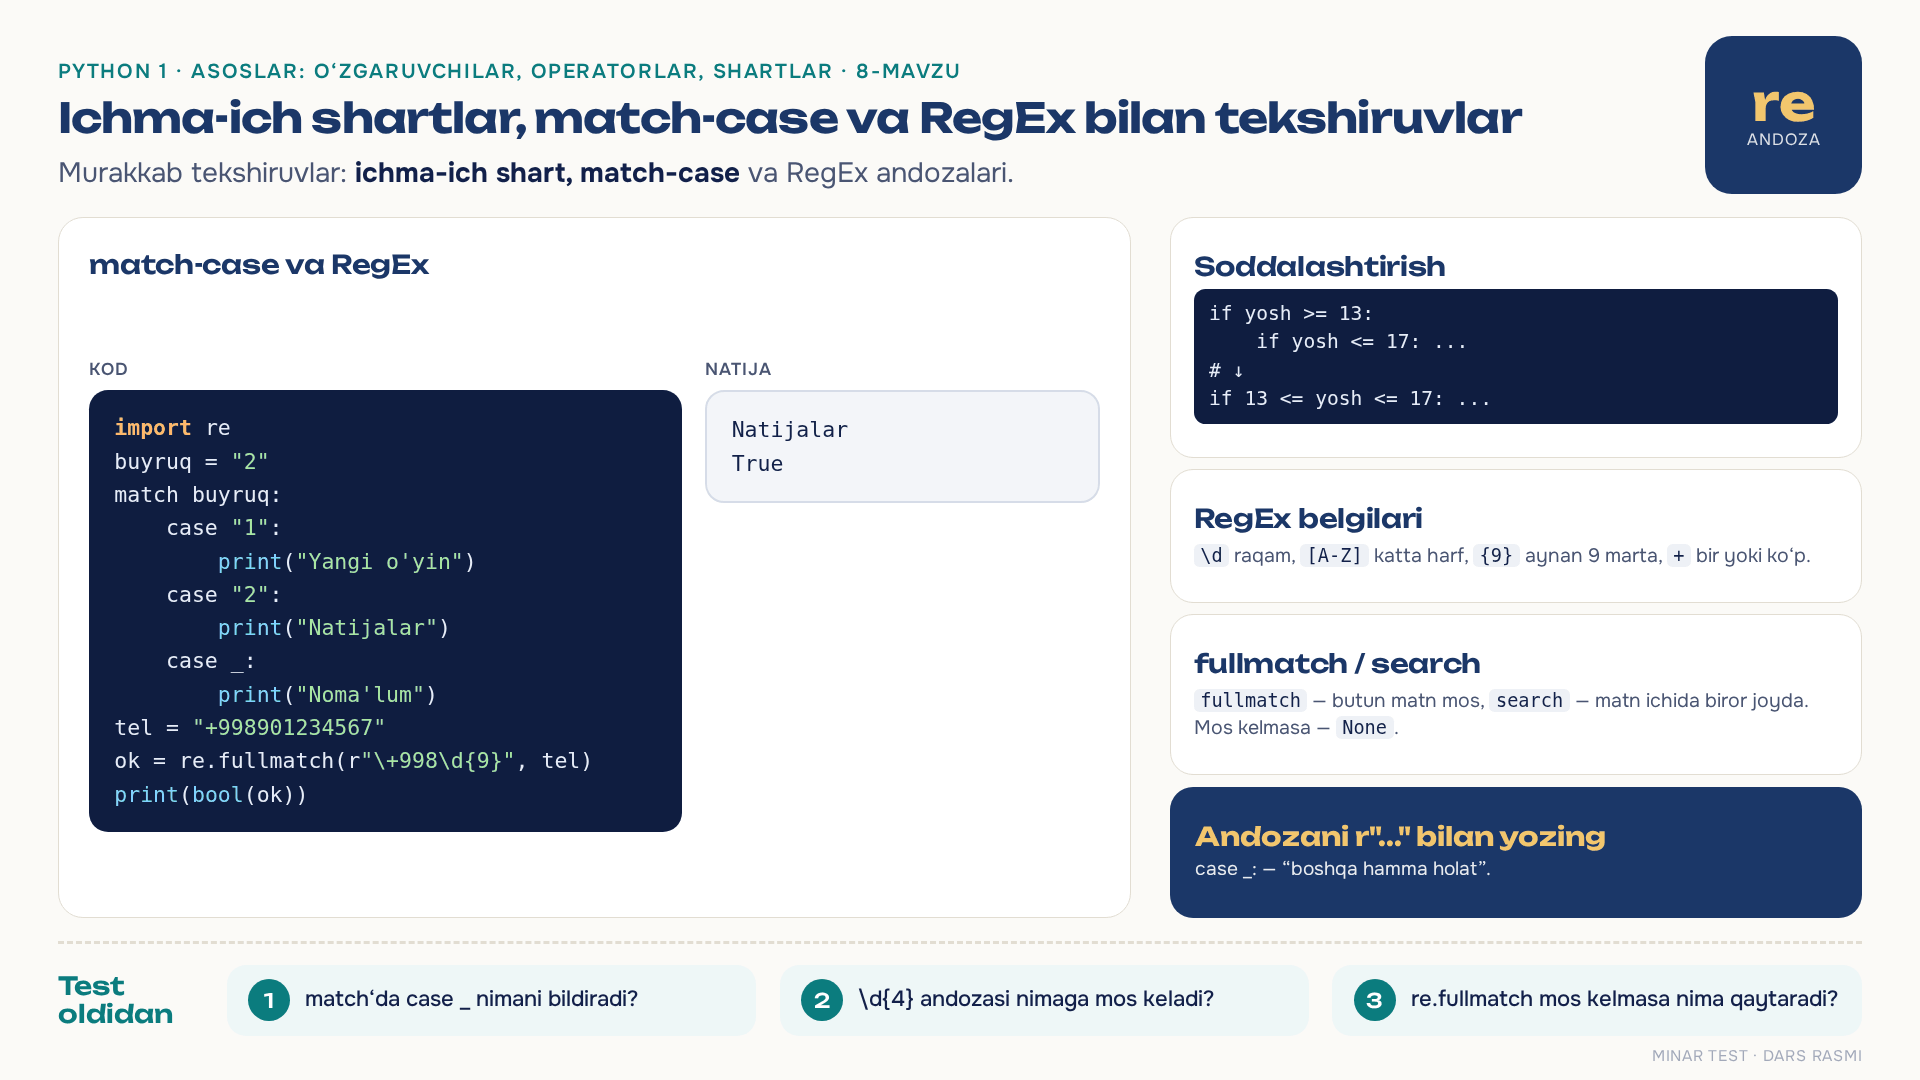 PYTHON 1 · ASOSLAR: O‘ZGARUVCHILAR, OPERATORLAR, SHARTLAR · 8-MAVZU
Ichma-ich shartlar, match-case va RegEx bilan tekshiruvlar
Murakkab tekshiruvlar: ichma-ich shart, match-case va RegEx andozalari.
re
ANDOZA
match-case va RegEx
KOD
import re
buyruq = "2"
match buyruq:
    case "1":
        print("Yangi o'yin")
    case "2":
        print("Natijalar")
    case _:
        print("Noma'lum")
tel = "+998901234567"
ok = re.fullmatch(r"\+998\d{9}", tel)
print(bool(ok))
NATIJA
Natijalar
True
Soddalashtirish
if yosh >= 13:
    if yosh <= 17: ...
# ↓
if 13 <= yosh <= 17: ...
RegEx belgilari
\d raqam, [A-Z] katta harf, {9} aynan 9 marta, + bir yoki ko‘p.
fullmatch / search
fullmatch — butun matn mos, search — matn ichida biror joyda.
Mos kelmasa — None.
Andozani r"..." bilan yozing
case _: — “boshqa hamma holat”.
Test
oldidan
1 match‘da case _ nimani bildiradi?
2 \d{4} andozasi nimaga mos keladi?
3 re.fullmatch mos kelmasa nima qaytaradi?
MINAR TEST · DARS RASMI